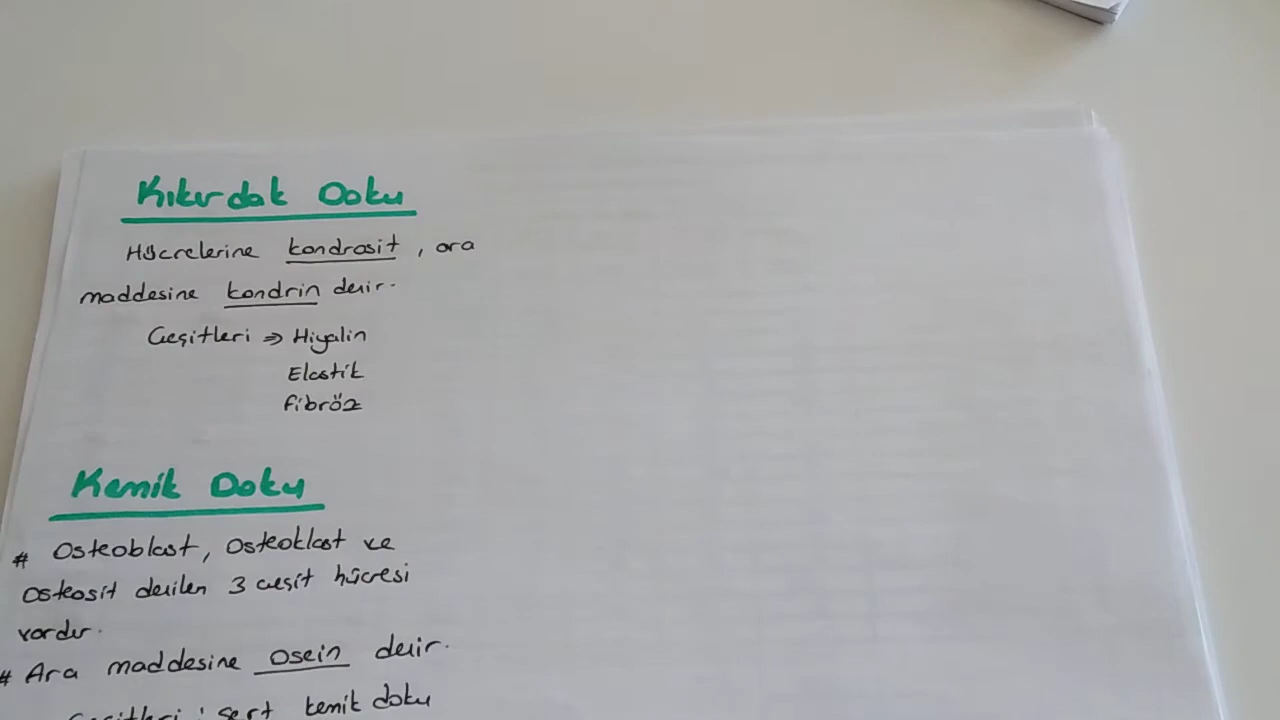 Kıkırdak Doku
Hücrelerine kondrosit, ara
maddesine kondrin denir.
Çeşitleri ⇒ Hiyalin
Elastik
fibröz
Kemik Doku
# Osteoblast, Osteoklast ve
Osteosit denilen 3 çeşit hücresi
vardır.
# Ara maddesine osein denir.
Çeşitleri : sert kemik doku